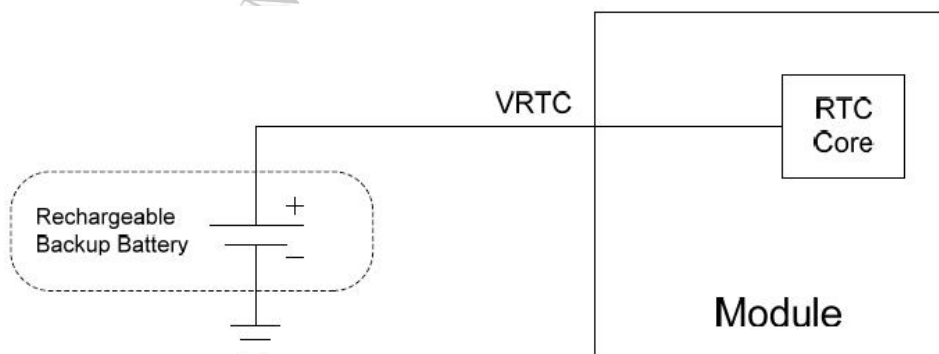 VRTC
RTC
Core
Rechargeable
Backup Battery
+
−
Module